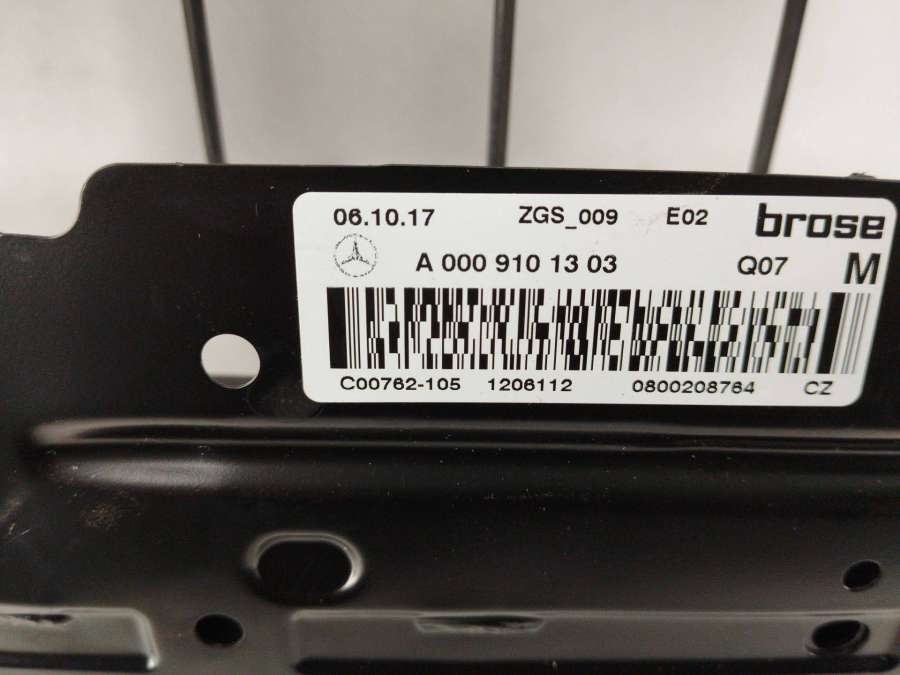 06.10.17 ZGS_009 E02 brose
A 000 910 13 03 Q07 M
C00762-105 1206112 0800208764 CZ